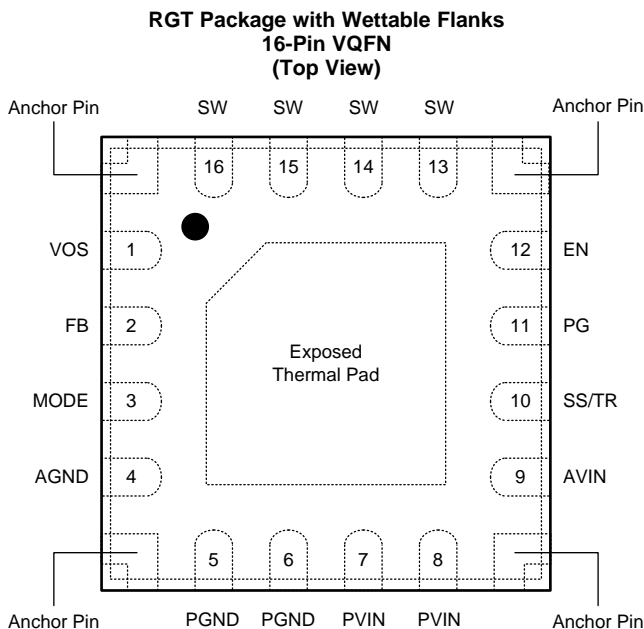 RGT Package with Wettable Flanks
16-Pin VQFN
(Top View)
Anchor Pin SW SW SW SW Anchor Pin
16 15 14 13
VOS 1 12 EN
FB 2 11 PG
Exposed
Thermal Pad
MODE 3 10 SS/TR
AGND 4 9 AVIN
5 6 7 8
Anchor Pin PGND PGND PVIN PVIN Anchor Pin